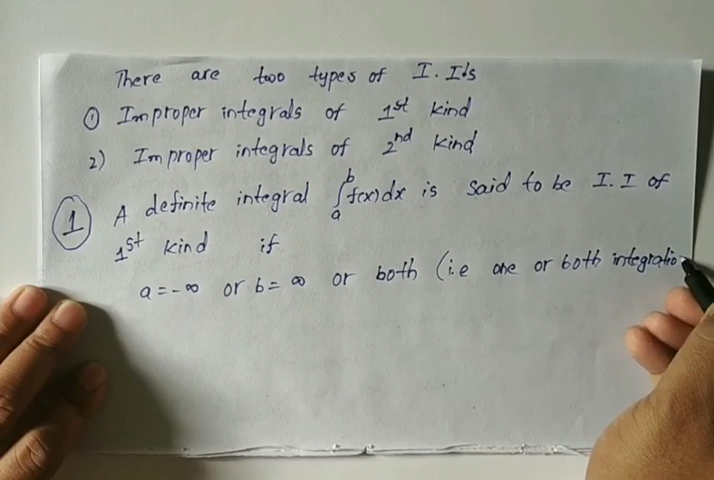 There are two types of I.I's
① Improper integrals of 1st kind
2) Improper integrals of 2nd kind
① A definite integral ∫ₐᵇ f(x) dx is said to be I.I of
1st kind if
a = -∞ or b = ∞ or both (i.e one or both integratio